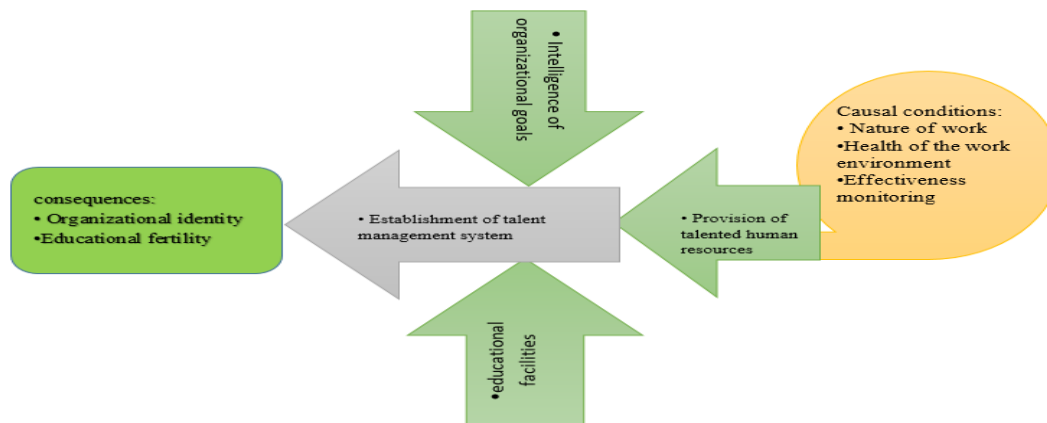 • Intelligence of
organizational goals
Causal conditions:
• Nature of work
•Health of the work
environment
•Effectiveness
monitoring
consequences:
• Organizational identity
•Educational fertility
• Establishment of talent
management system
• Provision of
talented human
resources
•educational
facilities